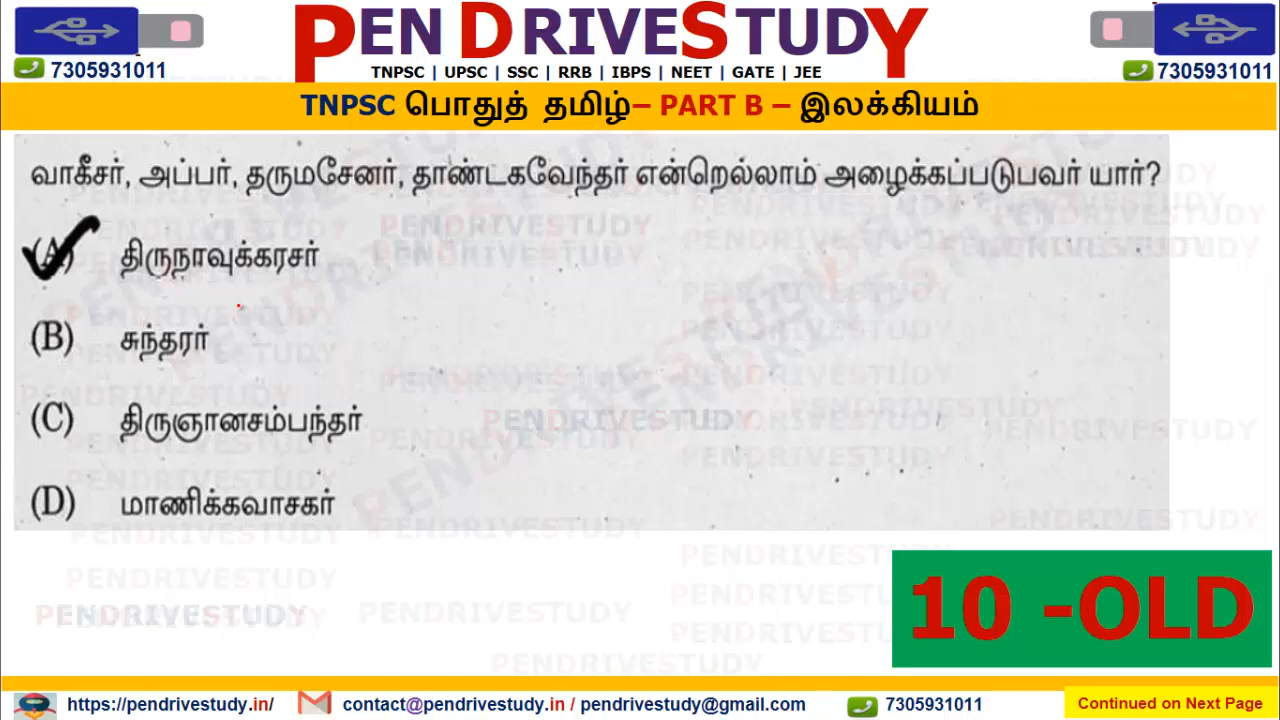 PEN DRIVESTUDY
7305931011
TNPSC | UPSC | SSC | RRB | IBPS | NEET | GATE | JEE
7305931011
TNPSC பொதுத் தமிழ்– PART B – இலக்கியம்
வாகீசர், அப்பர், தருமசேனர், தாண்டகவேந்தர் என்றெல்லாம் அழைக்கப்படுபவர் யார்?
(A) திருநாவுக்கரசர்
(B) சுந்தரர்
(C) திருஞானசம்பந்தர்
(D) மாணிக்கவாசகர்
PENDRIVESTUDY
10 -OLD
https://pendrivestudy.in/ contact@pendrivestudy.in / pendrivestudy@gmail.com 7305931011 Continued on Next Page